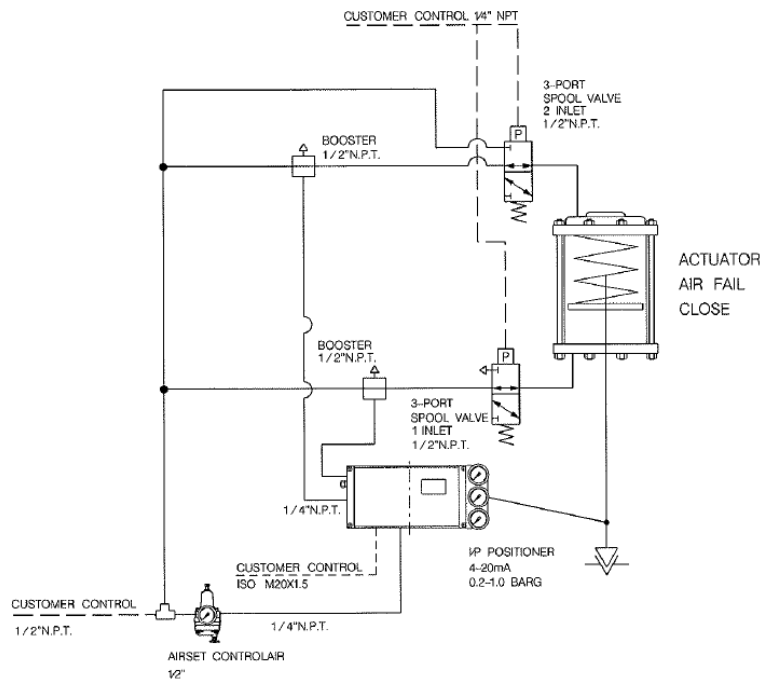 CUSTOMER CONTROL 1/4" NPT
3-PORT
SPOOL VALVE
2 INLET
1/2"N.P.T.
P
BOOSTER
1/2"N.P.T.
ACTUATOR
AIR FAIL
CLOSE
BOOSTER
1/2"N.P.T.
P
3-PORT
SPOOL VALVE
1 INLET
1/2"N.P.T.
1/4"N.P.T.
I/P POSITIONER
4-20mA
0.2-1.0 BARG
CUSTOMER CONTROL
ISO M20X1.5
CUSTOMER CONTROL
1/2"N.P.T.
1/4"N.P.T.
AIRSET CONTROLAIR
1/2"